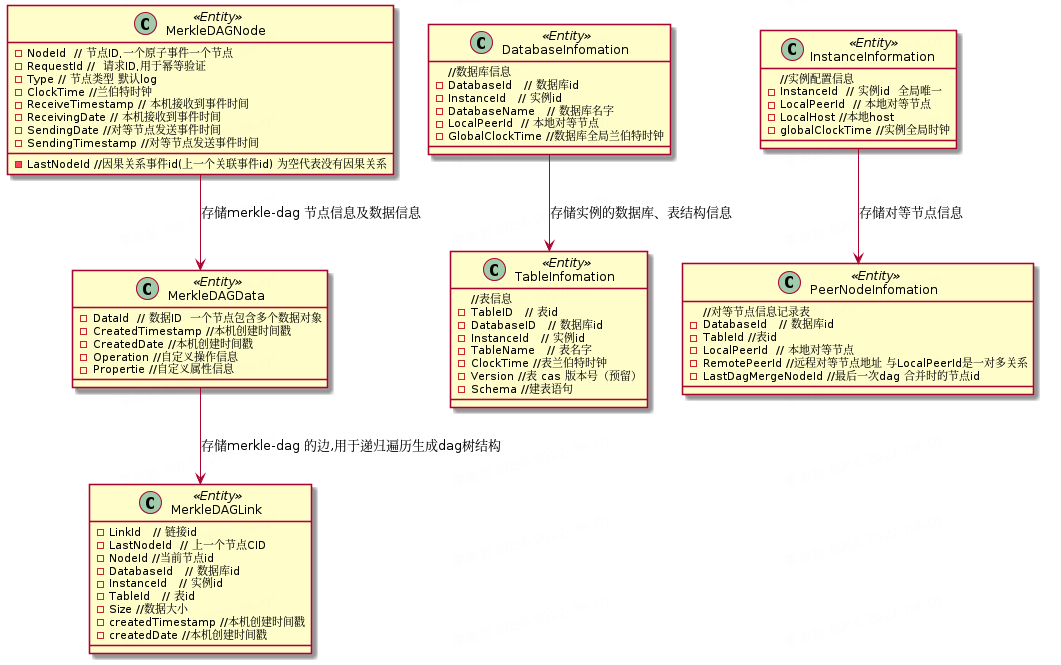 C «Entity»
MerkleDAGNode
NodeId // 节点ID,一个原子事件一个节点
RequestId // 请求ID,用于幂等验证
Type // 节点类型 默认log
ClockTime //兰伯特时钟
ReceiveTimestamp // 本机接收到事件时间
ReceivingDate // 本机接收到事件时间
SendingDate //对等节点发送事件时间
SendingTimestamp //对等节点发送事件时间
LastNodeId //因果关系事件id(上一个关联事件id) 为空代表没有因果关系
C «Entity»
DatabaseInfomation
//数据库信息
DatabaseId // 数据库id
InstanceId // 实例id
DatabaseName // 数据库名字
LocalPeerId // 本地对等节点
GlobalClockTime //数据库全局兰伯特时钟
C «Entity»
InstanceInformation
//实例配置信息
InstanceId // 实例id 全局唯一
LocalPeerId // 本地对等节点
LocalHost //本地host
globalClockTime //实例全局时钟
存储merkle-dag 节点信息及数据信息
存储实例的数据库、表结构信息
存储对等节点信息
C «Entity»
MerkleDAGData
DataId // 数据ID 一个节点包含多个数据对象
CreatedTimestamp //本机创建时间戳
CreatedDate //本机创建时间戳
Operation //自定义操作信息
Propertie //自定义属性信息
C «Entity»
TableInfomation
//表信息
TableID // 表id
DatabaseID // 数据库id
InstanceId // 实例id
TableName // 表名字
ClockTime //表兰伯特时钟
Version //表 cas 版本号（预留）
Schema //建表语句
C «Entity»
PeerNodeInfomation
//对等节点信息记录表
DatabaseId // 数据库id
TableId //表id
LocalPeerId // 本地对等节点
RemotePeerId //远程对等节点地址 与LocalPeerId是一对多关系
LastDagMergeNodeId //最后一次dag 合并时的节点id
存储merkle-dag 的边,用于递归遍历生成dag树结构
C «Entity»
MerkleDAGLink
LinkId // 链接id
LastNodeId // 上一个节点CID
NodeId //当前节点id
DatabaseId // 数据库id
InstanceId // 实例id
TableId // 表id
Size //数据大小
createdTimestamp //本机创建时间戳
createdDate //本机创建时间戳